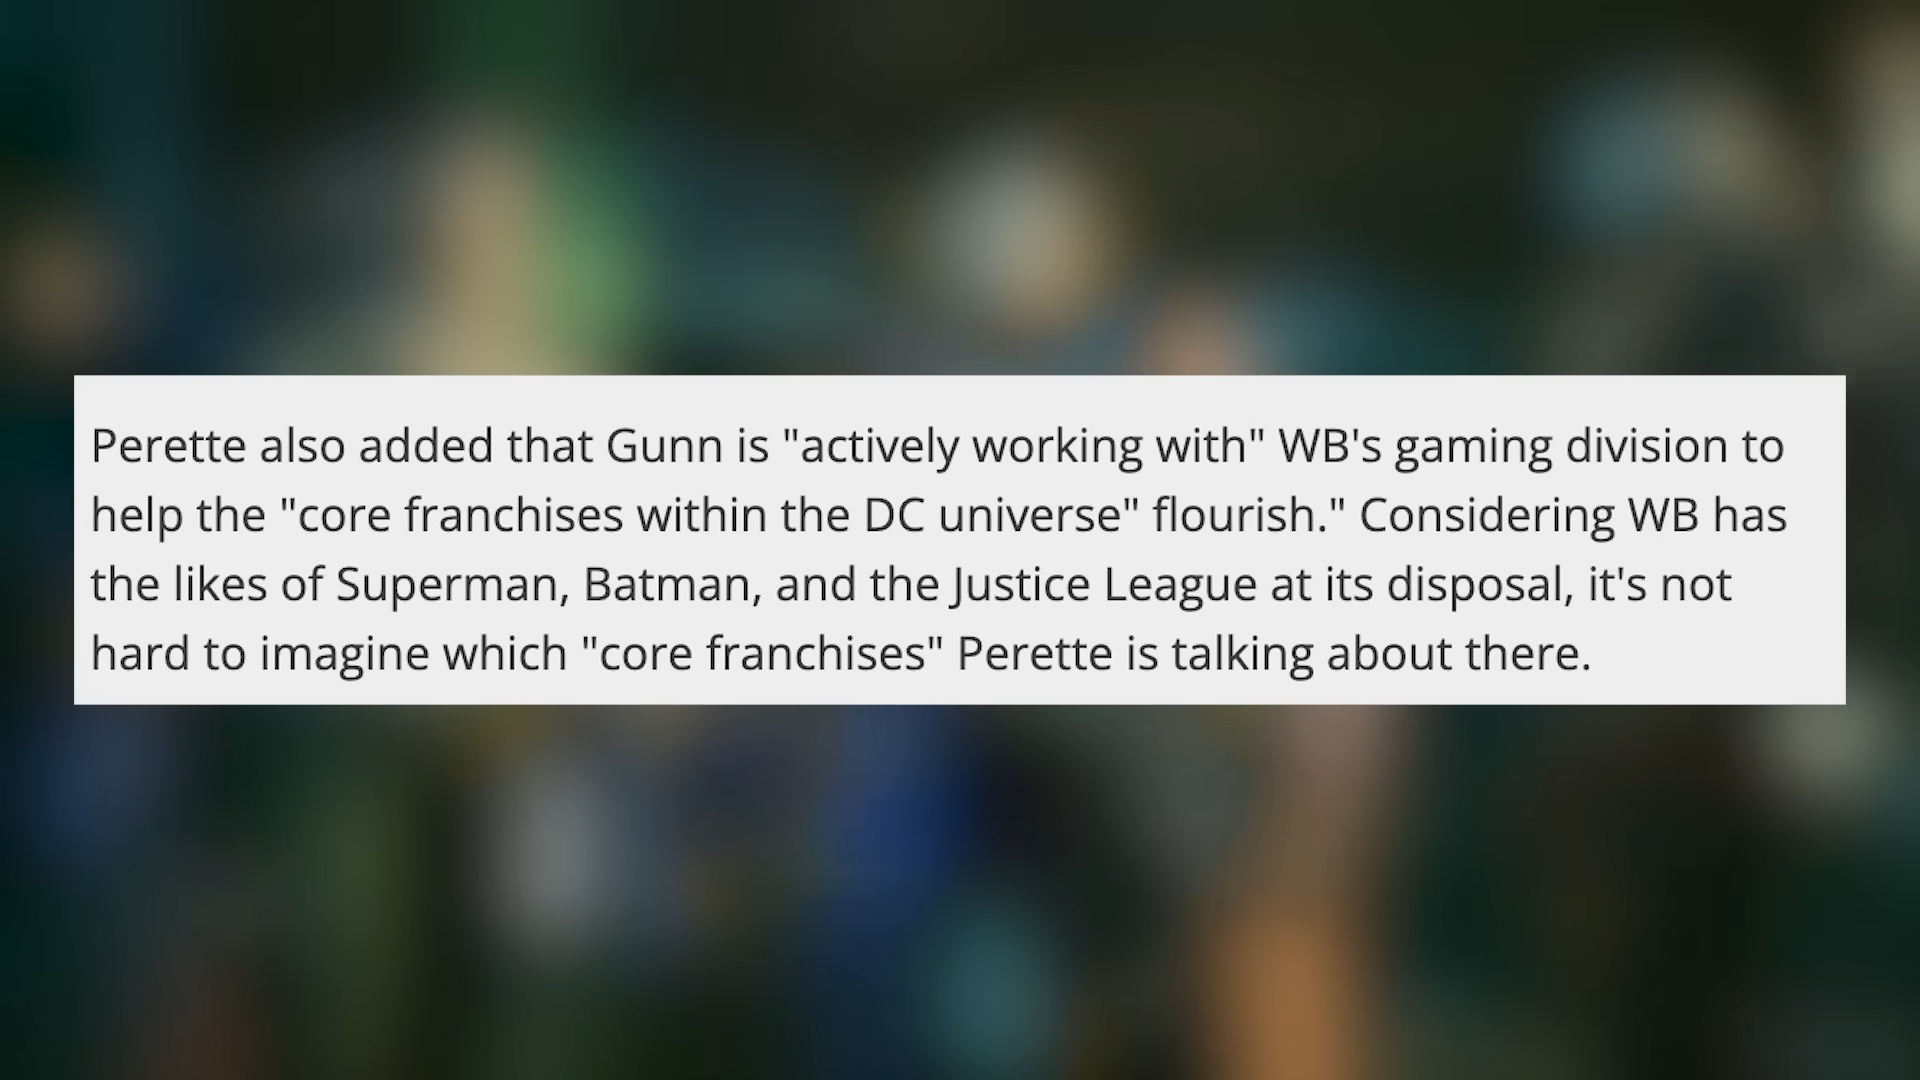 Perette also added that Gunn is "actively working with" WB's gaming division to
help the "core franchises within the DC universe" flourish." Considering WB has
the likes of Superman, Batman, and the Justice League at its disposal, it's not
hard to imagine which "core franchises" Perette is talking about there.